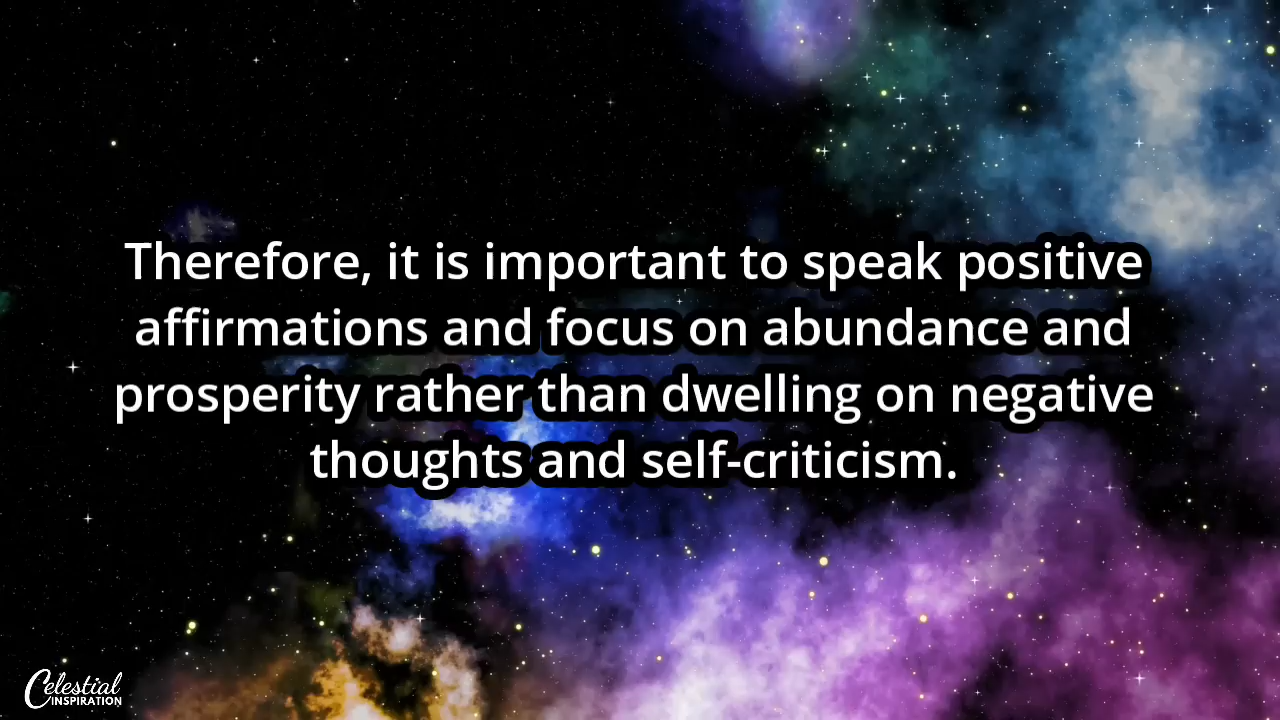 Therefore, it is important to speak positive
affirmations and focus on abundance and
prosperity rather than dwelling on negative
thoughts and self-criticism.
Celestial
INSPIRATION